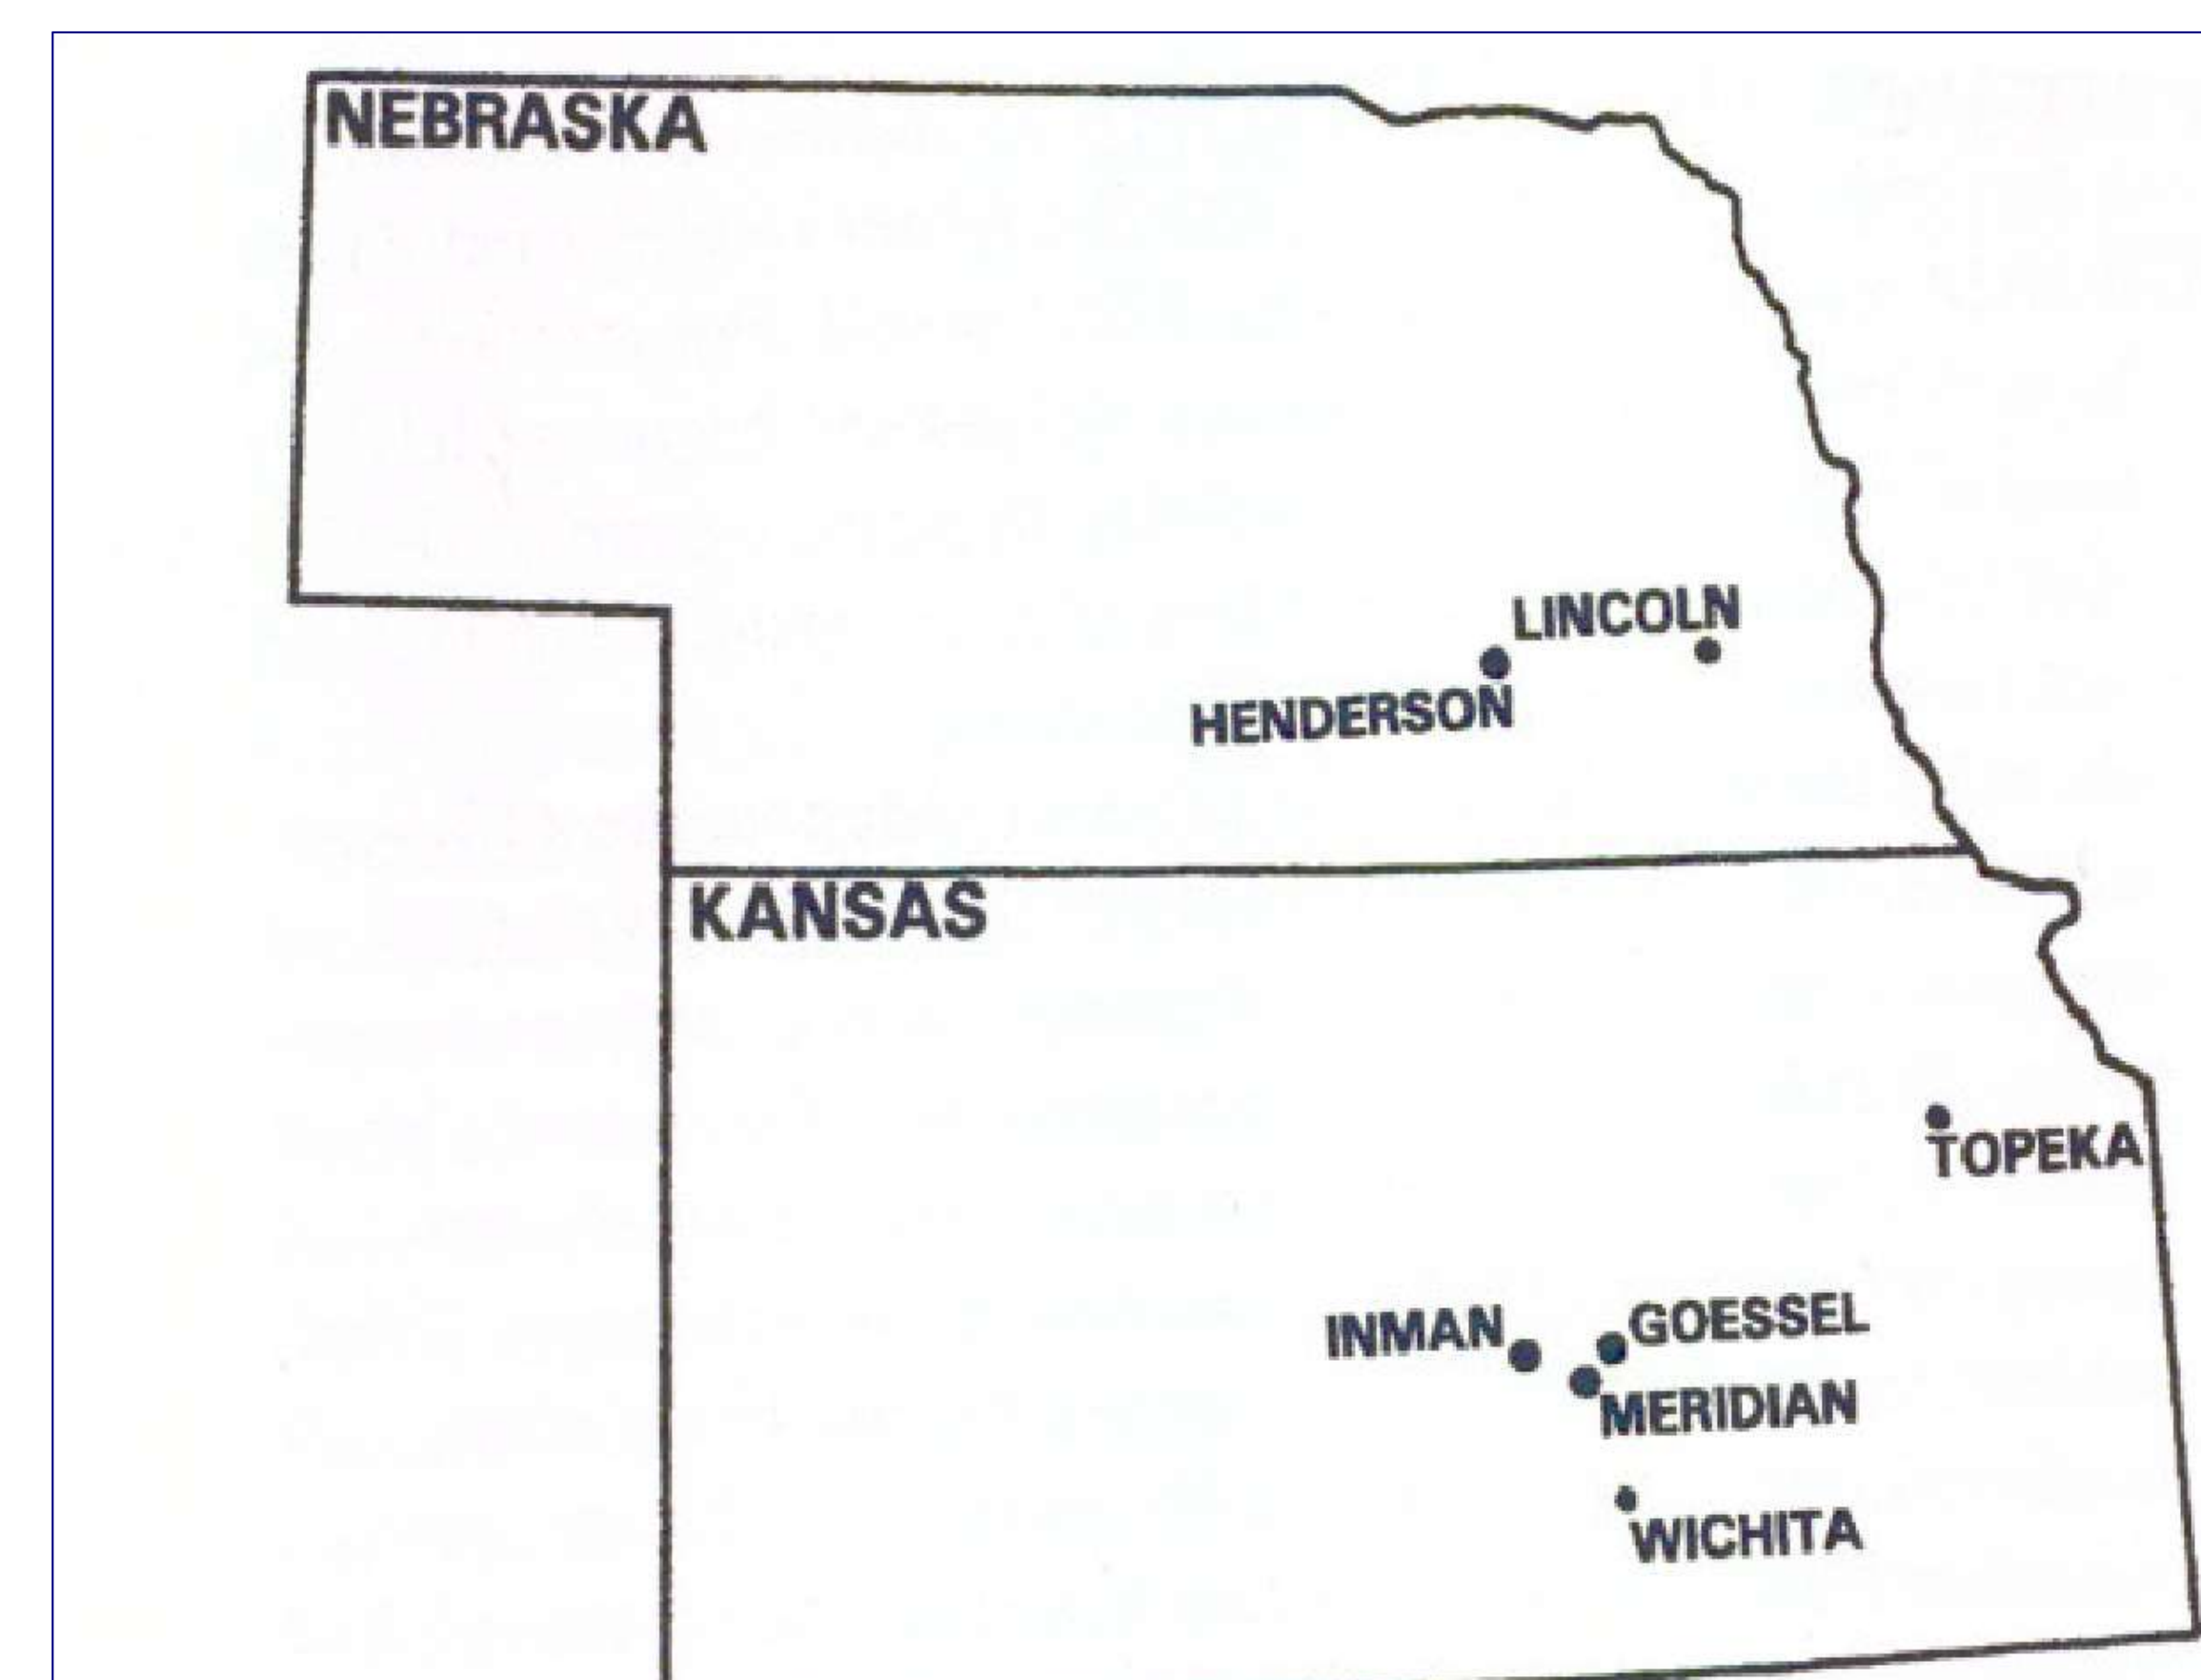 NEBRASKA
LINCOLN
HENDERSON
KANSAS
TOPEKA
INMAN
GOESSEL
MERIDIAN
WICHITA